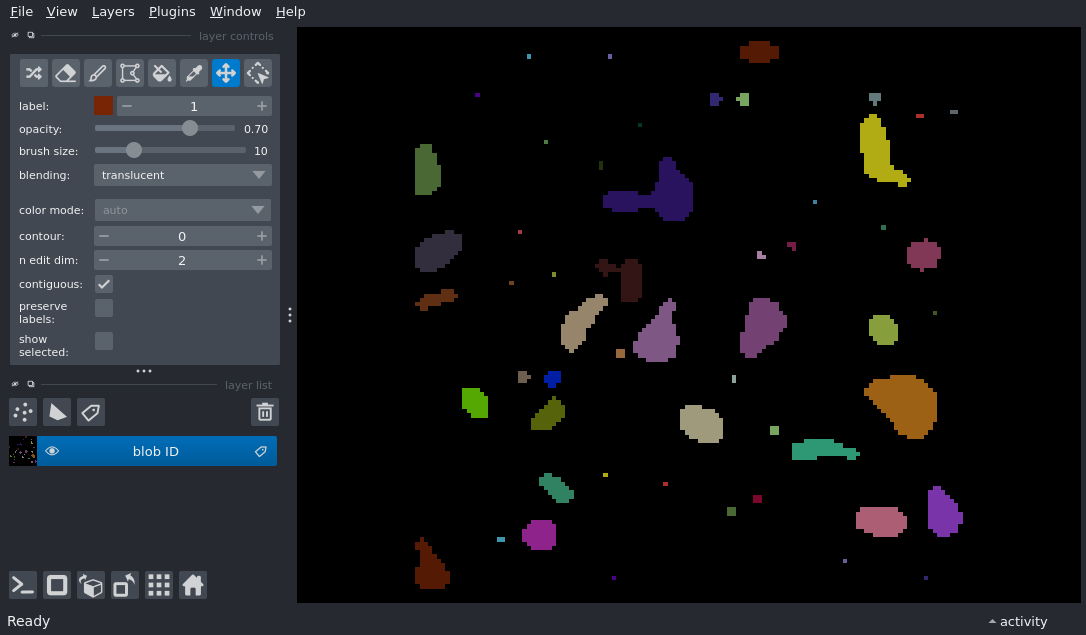 File View Layers Plugins Window Help
layer controls
label: 1
opacity: 0.70
brush size: 10
blending: translucent
color mode: auto
contour: 0
n edit dim: 2
contiguous:
preserve
labels:
show
selected:
layer list
blob ID
Ready
activity